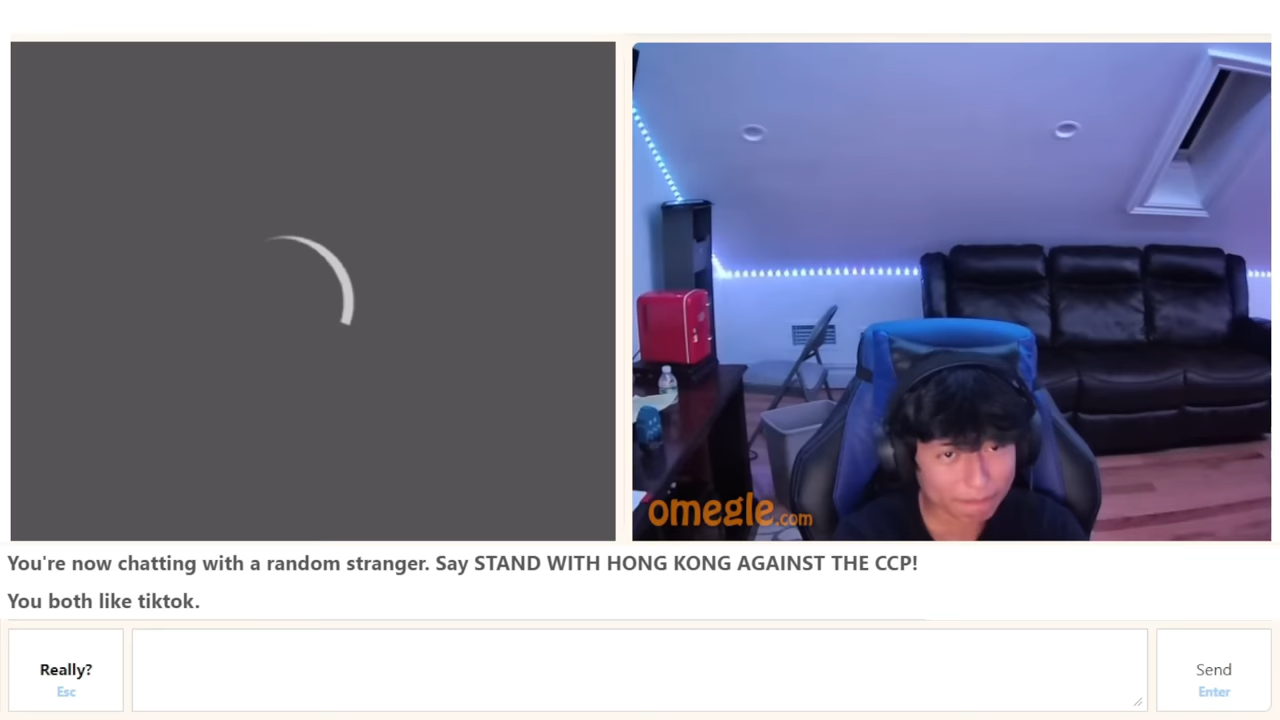 omegle.com
You're now chatting with a random stranger. Say STAND WITH HONG KONG AGAINST THE CCP!
You both like tiktok.
Really?
Esc
Send
Enter